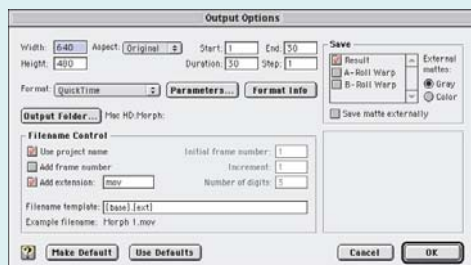 Output Options
Width: 640 Aspect: Original Start: 1 End: 30
Height: 480 Duration: 30 Step: 1
Format: QuickTime Parameters... Format Info
Output Folder... Mac HD:Morph:
Save
Result
A-Roll Warp
B-Roll Warp
External mattes:
Gray
Color
Save matte externally
Filename Control
Use project name Initial frame number: 1
Add frame number Increment: 1
Add extension: mov Number of digits: 3
Filename template: [base].[ext]
Example filename: Morph 1.mov
? Make Default Use Defaults Cancel OK